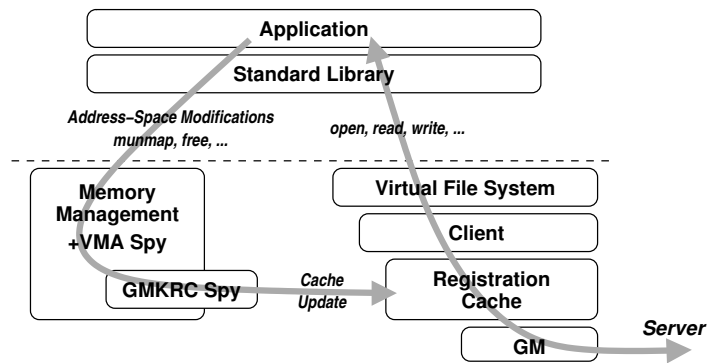 Application
Standard Library
Address–Space Modifications
munmap, free, ...
open, read, write, ...
Memory
Management
+VMA Spy
GMKRC Spy
Cache
Update
Virtual File System
Client
Registration
Cache
GM
Server